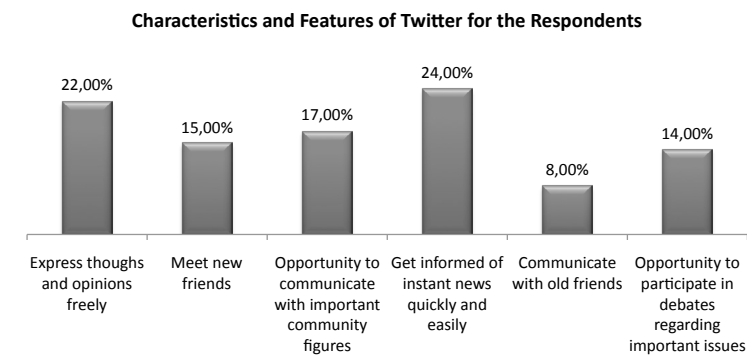 Characteristics and Features of Twitter for the Respondents
22,00%
15,00%
17,00%
24,00%
8,00%
14,00%
Express thoughs
and opinions
freely
Meet new
friends
Opportunity to
communicate
with important
community
figures
Get informed of
instant news
quickly and
easily
Communicate
with old friends
Opportunity to
participate in
debates
regarding
important issues